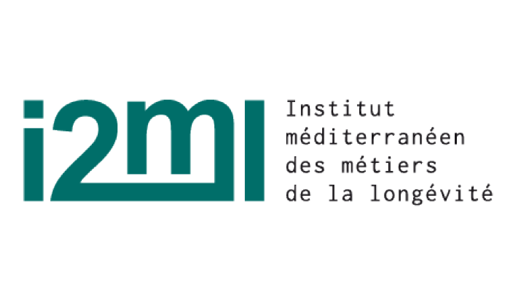 i2ml
Institut
méditerranéen
des métiers
de la longévité